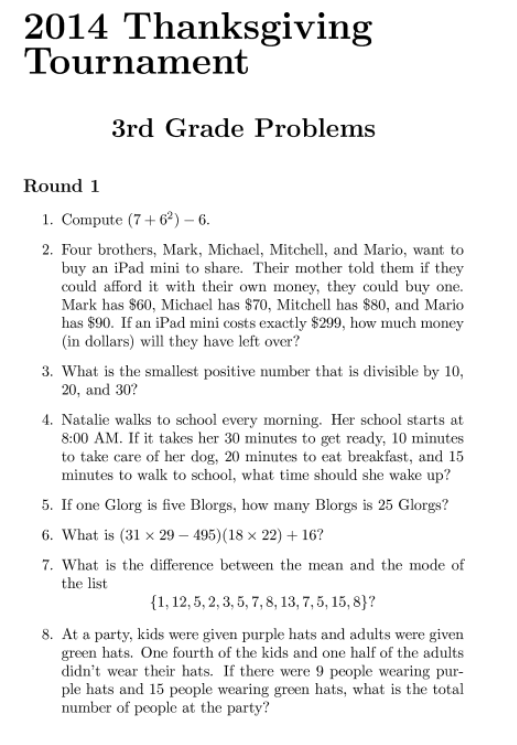 2014 Thanksgiving
Tournament
3rd Grade Problems
Round 1
1. Compute (7 + 6²) − 6.
2. Four brothers, Mark, Michael, Mitchell, and Mario, want to
buy an iPad mini to share. Their mother told them if they
could afford it with their own money, they could buy one.
Mark has $60, Michael has $70, Mitchell has $80, and Mario
has $90. If an iPad mini costs exactly $299, how much money
(in dollars) will they have left over?
3. What is the smallest positive number that is divisible by 10,
20, and 30?
4. Natalie walks to school every morning. Her school starts at
8:00 AM. If it takes her 30 minutes to get ready, 10 minutes
to take care of her dog, 20 minutes to eat breakfast, and 15
minutes to walk to school, what time should she wake up?
5. If one Glorg is five Blorgs, how many Blorgs is 25 Glorgs?
6. What is (31 × 29 − 495)(18 × 22) + 16?
7. What is the difference between the mean and the mode of
the list
{1, 12, 5, 2, 3, 5, 7, 8, 13, 7, 5, 15, 8}?
8. At a party, kids were given purple hats and adults were given
green hats. One fourth of the kids and one half of the adults
didn't wear their hats. If there were 9 people wearing pur-
ple hats and 15 people wearing green hats, what is the total
number of people at the party?